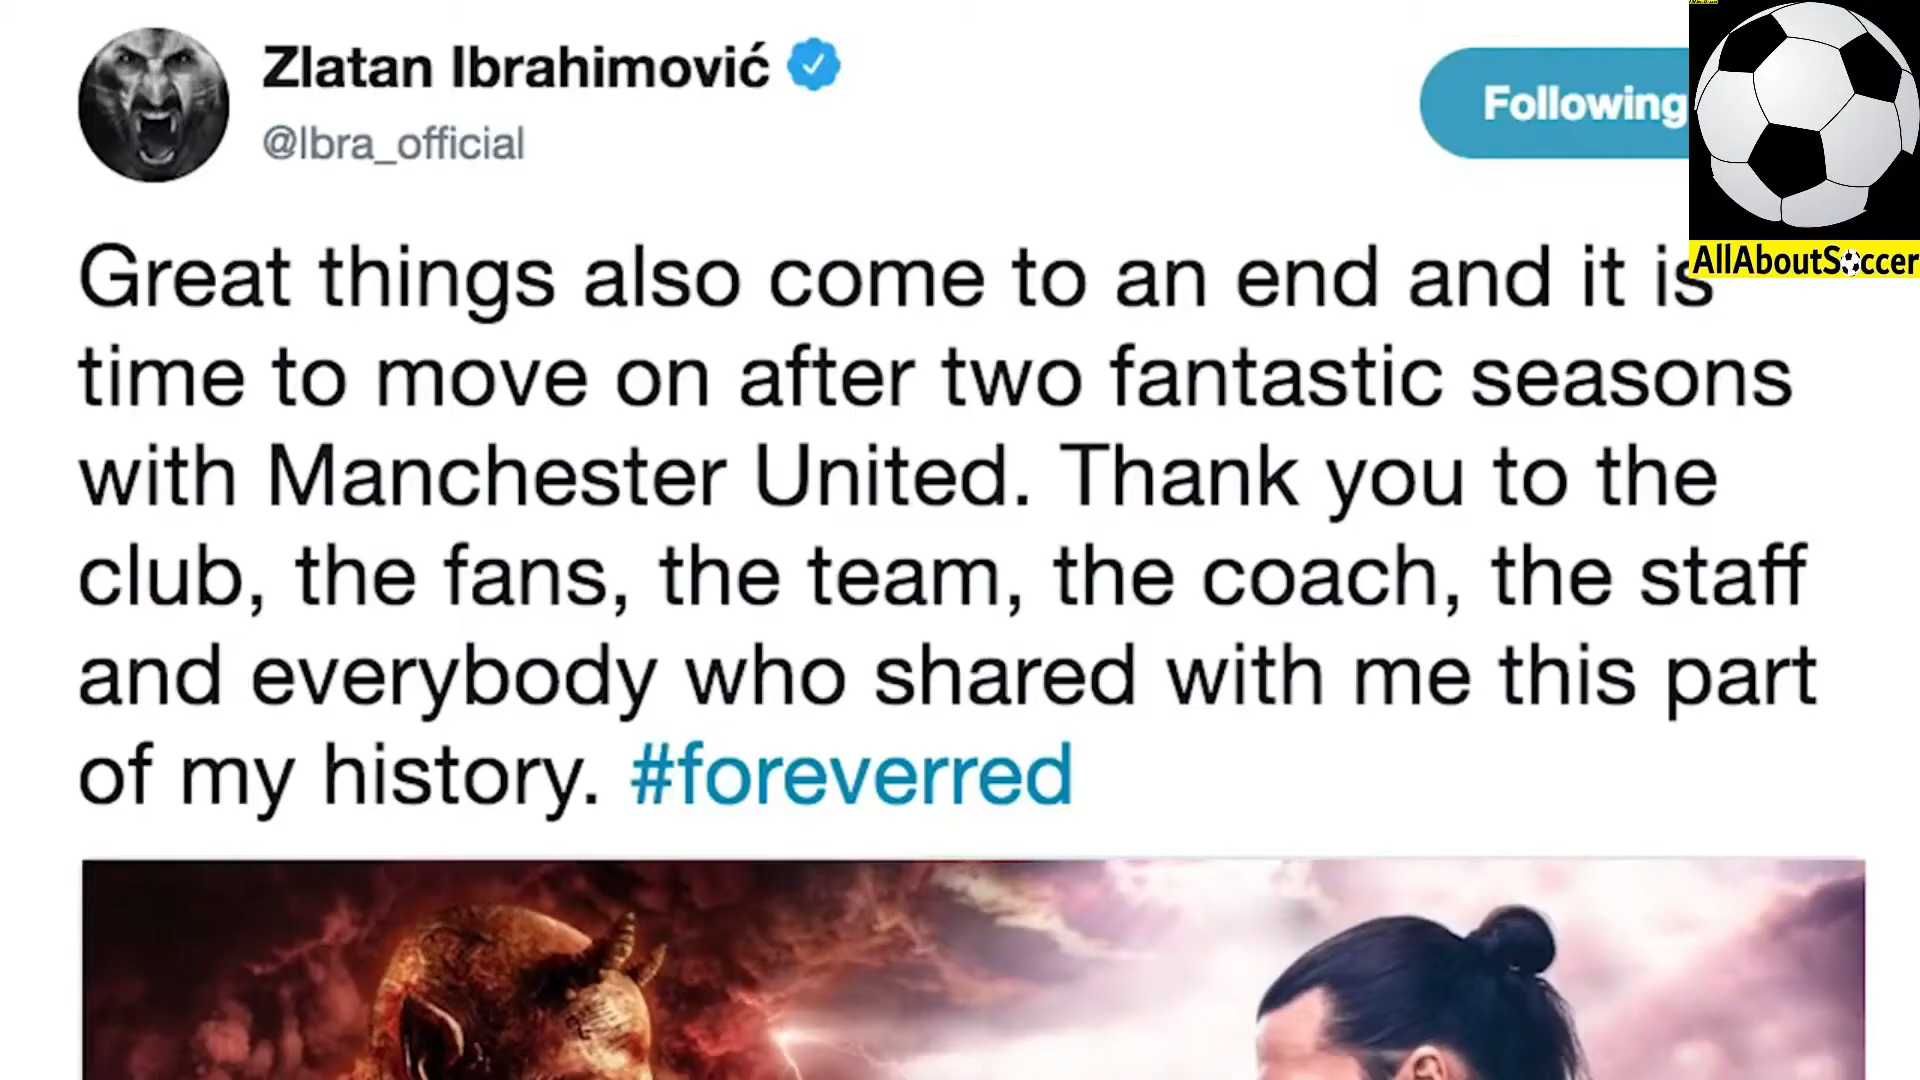 Zlatan Ibrahimović
@Ibra_official
Following
Great things also come to an end and it is
time to move on after two fantastic seasons
with Manchester United. Thank you to the
club, the fans, the team, the coach, the staff
and everybody who shared with me this part
of my history. #foreverred
AllAboutSoccer